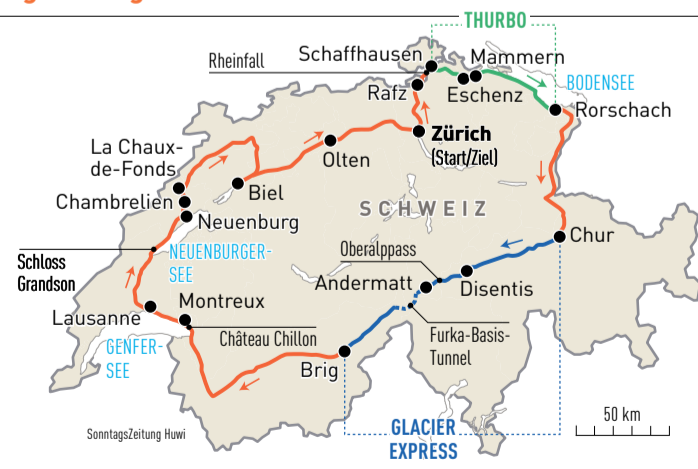 THURBO
Schaffhausen
Mammern
Rheinfall
BODENSEE
Rafz
Eschenz
Rorschach
Zürich
(Start/Ziel)
La Chaux-
de-Fonds
Olten
Biel
Chambrelien
Neuenburg
SCHWEIZ
Chur
NEUENBURGER-
SEE
Schloss
Grandson
Oberalppass
Andermatt
Disentis
Montreux
Lausanne
Château Chillon
Furka-Basis-
Tunnel
GENFER-
SEE
Brig
50 km
GLACIER
EXPRESS
SonntagsZeitung Huwi